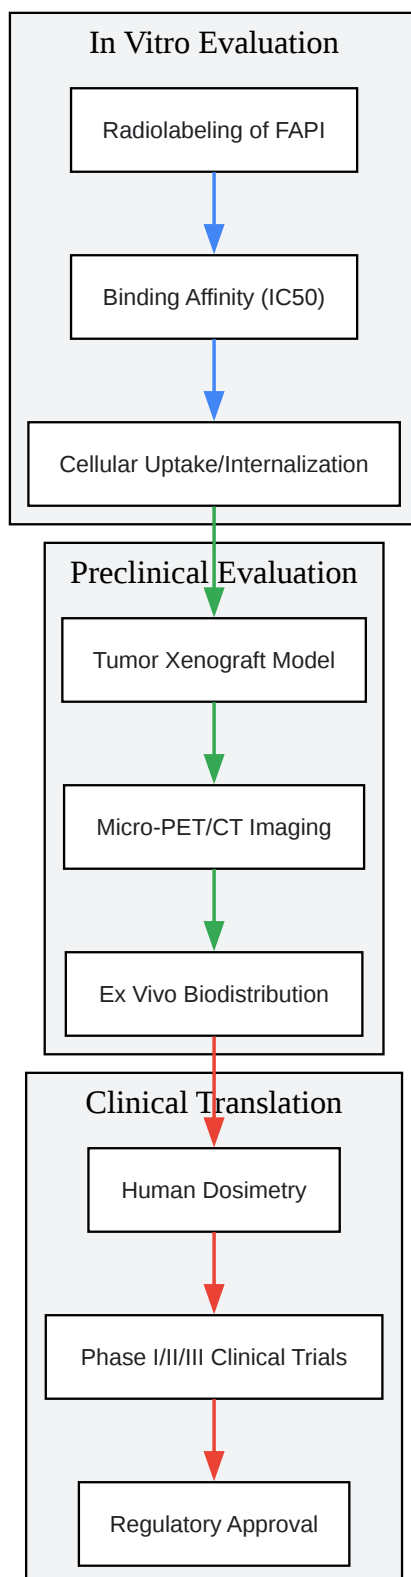 In Vitro Evaluation
Radiolabeling of FAPI
Binding Affinity (IC50)
Cellular Uptake/Internalization
Preclinical Evaluation
Tumor Xenograft Model
Micro-PET/CT Imaging
Ex Vivo Biodistribution
Clinical Translation
Human Dosimetry
Phase I/II/III Clinical Trials
Regulatory Approval